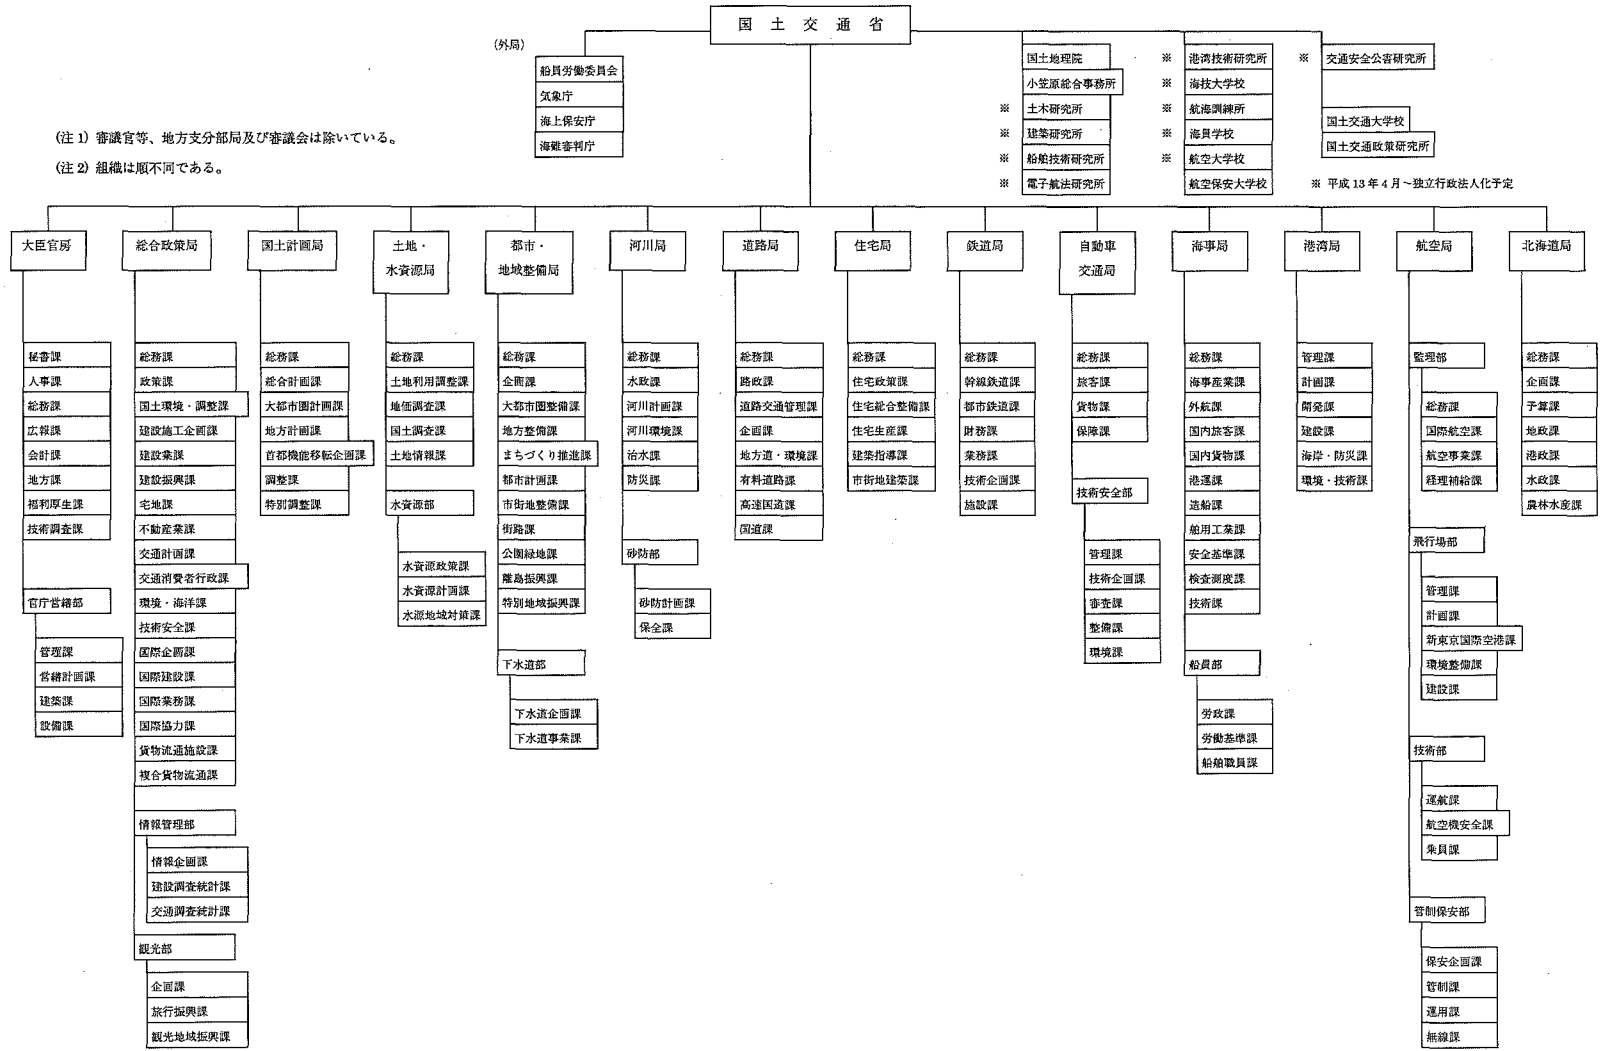 国土交通省
(外局)
船員労働委員会
気象庁
海上保安庁
海難審判庁
国土地理院
小笠原総合事務所
※ 土木研究所
※ 建築研究所
※ 船舶技術研究所
※ 電子航法研究所
※ 港湾技術研究所
※ 海技大学校
※ 航海訓練所
※ 海員学校
※ 航空大学校
航空保安大学校
※ 交通安全公害研究所
国土交通大学校
国土交通政策研究所
※ 平成13年4月～独立行政法人化予定
(注1) 審議官等、地方支分部局及び審議会は除いている。
(注2) 組織は順不同である。
大臣官房
秘書課
人事課
総務課
広報課
会計課
地方課
福利厚生課
技術調査課
官庁営繕部
管理課
営繕計画課
建築課
設備課
総合政策局
総務課
政策課
国土環境・調整課
建設施工企画課
建設業課
建設振興課
宅地課
不動産業課
交通計画課
交通消費者行政課
環境・海洋課
技術安全課
国際企画課
国際建設課
国際業務課
国際協力課
貨物流通施設課
複合貨物流通課
情報管理部
情報企画課
建設調査統計課
交通調査統計課
観光部
企画課
旅行振興課
観光地域振興課
国土計画局
総務課
総合計画課
大都市圏計画課
地方計画課
首都機能移転企画課
調整課
特別調整課
土地・
水資源局
総務課
土地利用調整課
地価調査課
国土調査課
土地情報課
水資源部
水資源政策課
水資源計画課
水源地域対策課
都市・
地域整備局
総務課
企画課
大都市圏整備課
地方整備課
まちづくり推進課
都市計画課
市街地整備課
街路課
公園緑地課
離島振興課
特別地域振興課
下水道部
下水道企画課
下水道事業課
河川局
総務課
水政課
河川計画課
河川環境課
治水課
防災課
砂防部
砂防計画課
保全課
道路局
総務課
路政課
道路交通管理課
企画課
地方道・環境課
有料道路課
高速国道課
国道課
住宅局
総務課
住宅政策課
住宅総合整備課
住宅生産課
建築指導課
市街地建築課
鉄道局
総務課
幹線鉄道課
都市鉄道課
財務課
業務課
技術企画課
施設課
自動車
交通局
総務課
旅客課
貨物課
保障課
技術安全部
管理課
技術企画課
審査課
整備課
環境課
海事局
総務課
海事産業課
外航課
国内旅客課
国内貨物課
港運課
造船課
舶用工業課
安全基準課
検査測度課
技術課
船員部
労政課
労働基準課
船舶職員課
港湾局
管理課
計画課
開発課
建設課
海岸・防災課
環境・技術課
航空局
監理部
総務課
国際航空課
航空事業課
経理補給課
飛行場部
管理課
計画課
新東京国際空港課
環境整備課
建設課
技術部
運航課
航空機安全課
乗員課
管制保安部
保安企画課
管制課
運用課
無線課
北海道局
総務課
企画課
予算課
地政課
港政課
水政課
農林水産課